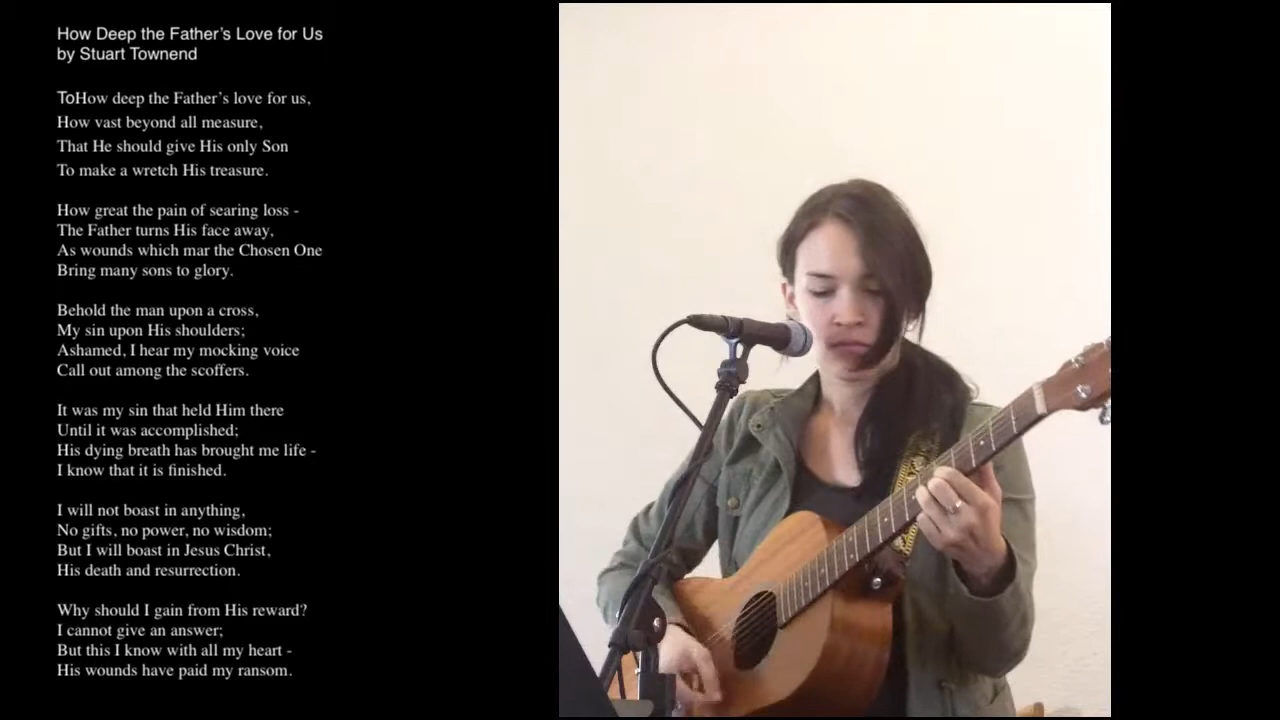 How Deep the Father’s Love for Us
by Stuart Townend
ToHow deep the Father’s love for us,
How vast beyond all measure,
That He should give His only Son
To make a wretch His treasure.
How great the pain of searing loss -
The Father turns His face away,
As wounds which mar the Chosen One
Bring many sons to glory.
Behold the man upon a cross,
My sin upon His shoulders;
Ashamed, I hear my mocking voice
Call out among the scoffers.
It was my sin that held Him there
Until it was accomplished;
His dying breath has brought me life -
I know that it is finished.
I will not boast in anything,
No gifts, no power, no wisdom;
But I will boast in Jesus Christ,
His death and resurrection.
Why should I gain from His reward?
I cannot give an answer;
But this I know with all my heart -
His wounds have paid my ransom.